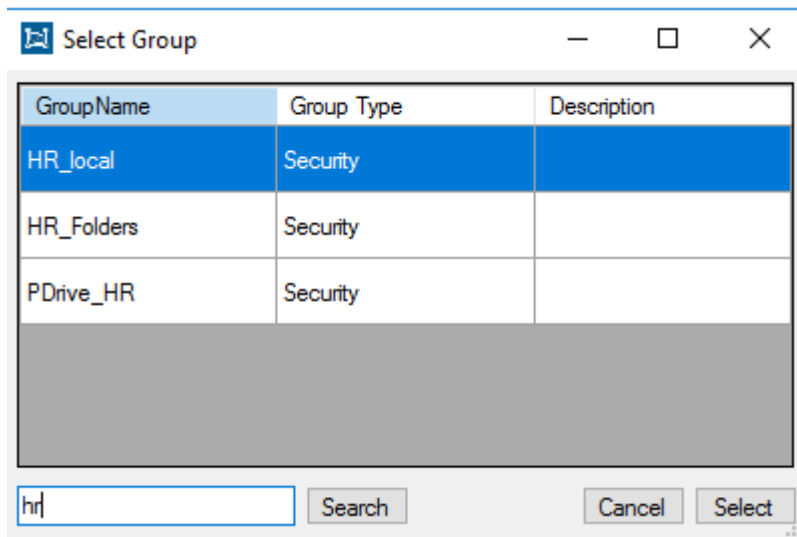 Select Group
GroupName Group Type Description
HR_local Security
HR_Folders Security
PDrive_HR Security
hr Search Cancel Select